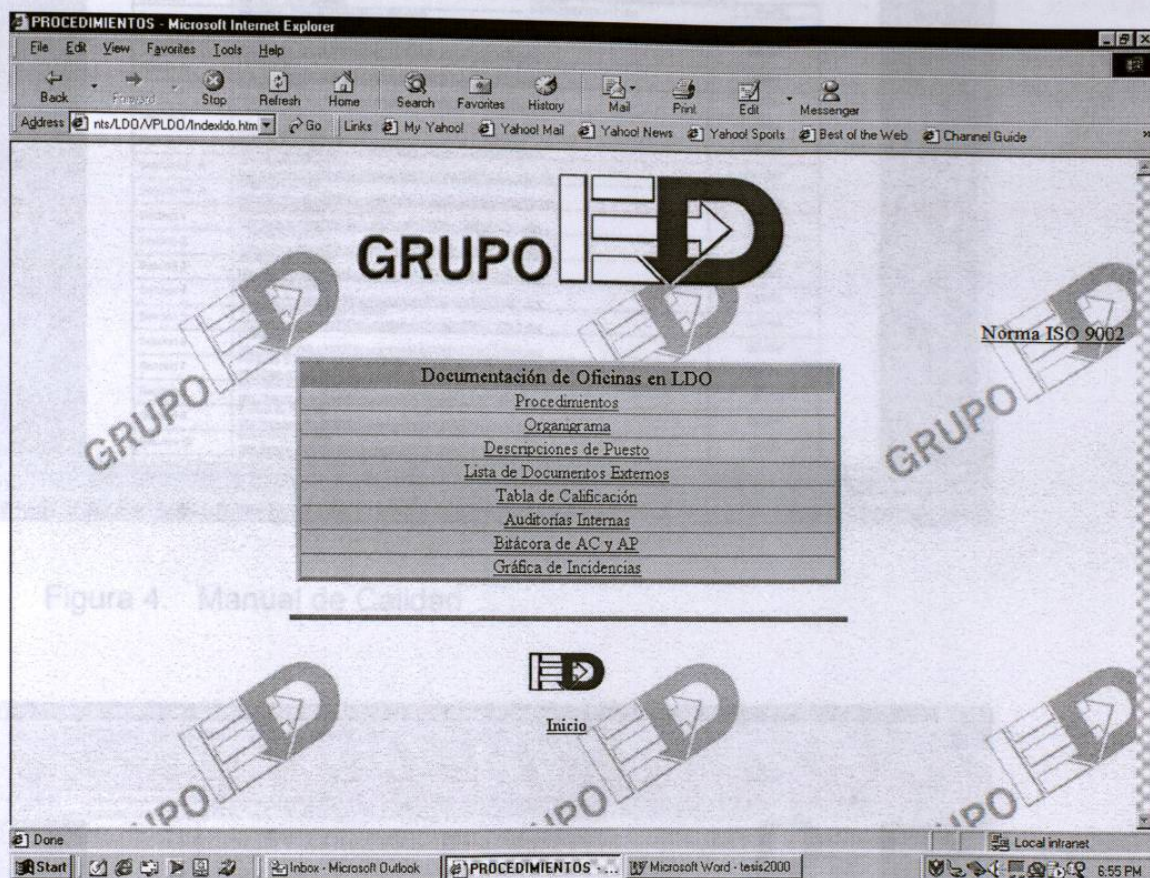 PROCEDIMIENTOS - Microsoft Internet Explorer
File Edit View Favorites Tools Help
Back Forward Stop Refresh Home Search Favorites History Mail Print Edit Messenger
Address nts/LDO/VPLDO/Indexldo.htm Go Links My Yahoo! Yahoo! Mail Yahoo! News Yahoo! Sports Best of the Web Channel Guide
GRUPO ED
Norma ISO 9002
GRUPO
GRUPO
Documentación de Oficinas en LDO
Procedimientos
Organigrama
Descripciones de Puesto
Lista de Documentos Externos
Tabla de Calificación
Auditorías Internas
Bitácora de AC y AP
Gráfica de Incidencias
Figura 4. Manual de Calidad
ED
Inicio
Done Local intranet
Start Inbox - Microsoft Outlook PROCEDIMIENTOS - ... Microsoft Word - tesis2000 6:55 PM